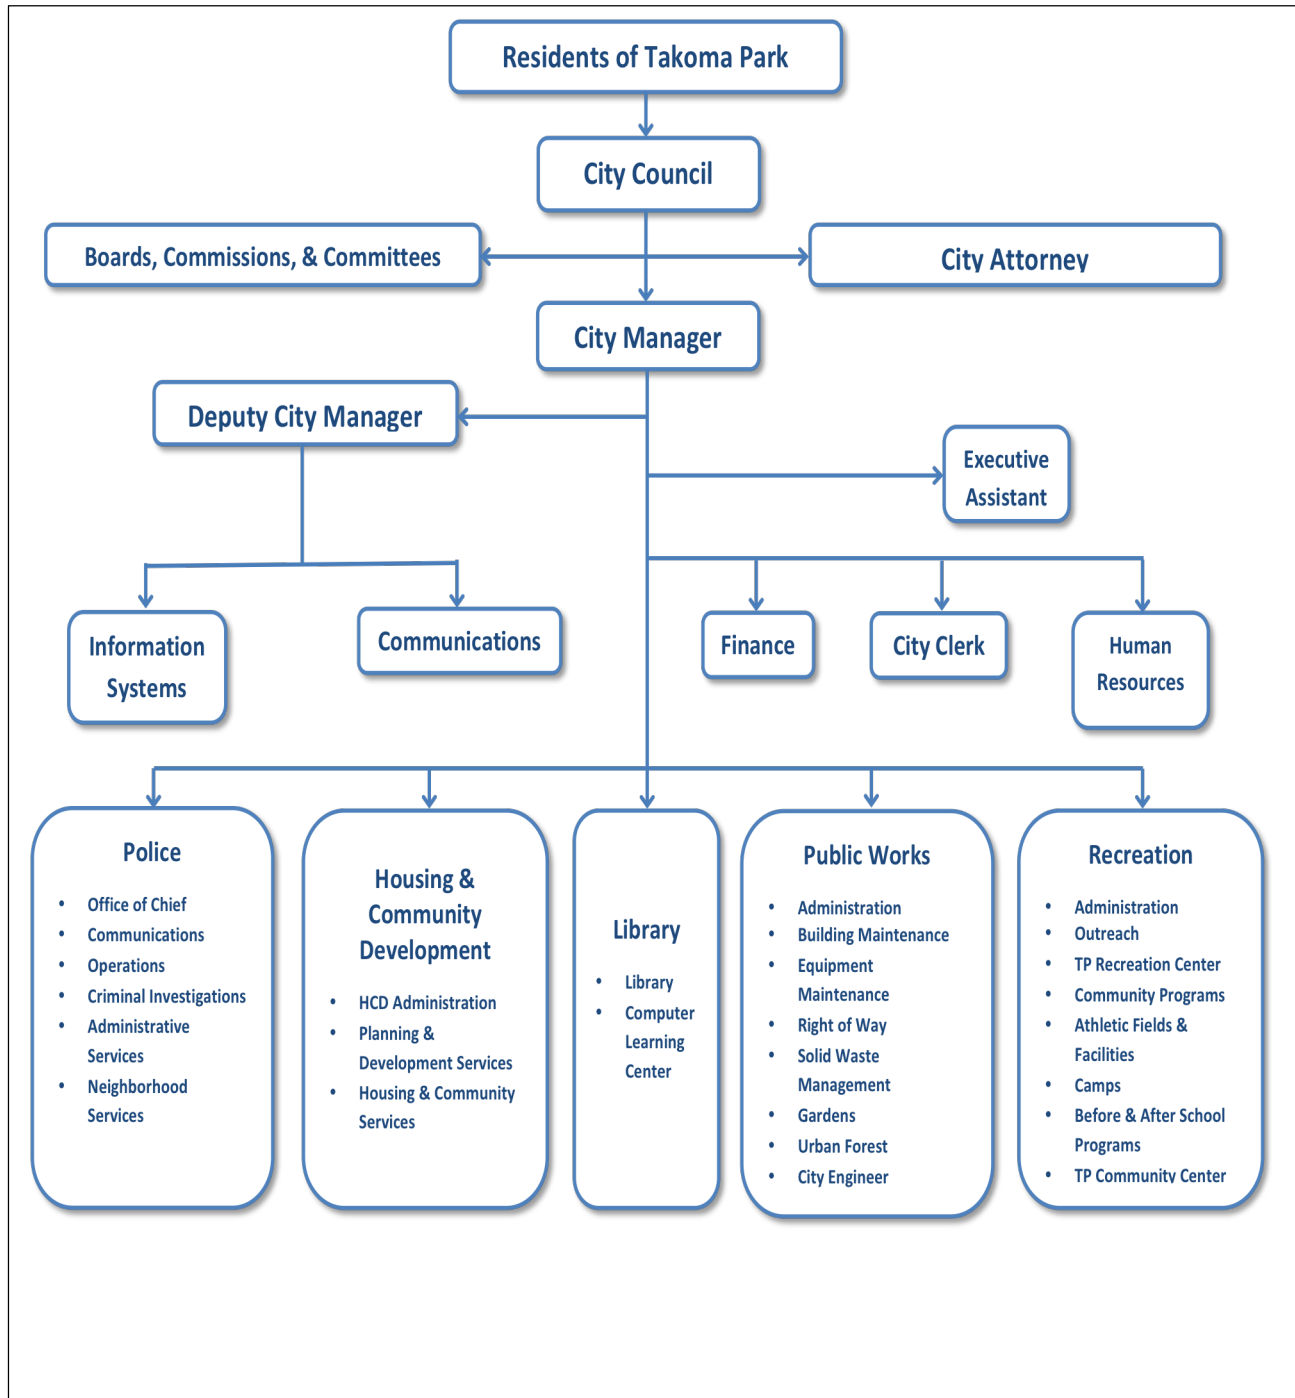 Residents of Takoma Park
City Council
Boards, Commissions, & Committees
City Attorney
City Manager
Deputy City Manager
Executive
Assistant
Information
Systems
Communications
Finance
City Clerk
Human
Resources
Police
• Office of Chief
• Communications
• Operations
• Criminal Investigations
• Administrative
Services
• Neighborhood
Services
Housing &
Community
Development
• HCD Administration
• Planning &
Development Services
• Housing & Community
Services
Library
• Library
• Computer
Learning
Center
Public Works
• Administration
• Building Maintenance
• Equipment
Maintenance
• Right of Way
• Solid Waste
Management
• Gardens
• Urban Forest
• City Engineer
Recreation
• Administration
• Outreach
• TP Recreation Center
• Community Programs
• Athletic Fields &
Facilities
• Camps
• Before & After School
Programs
• TP Community Center